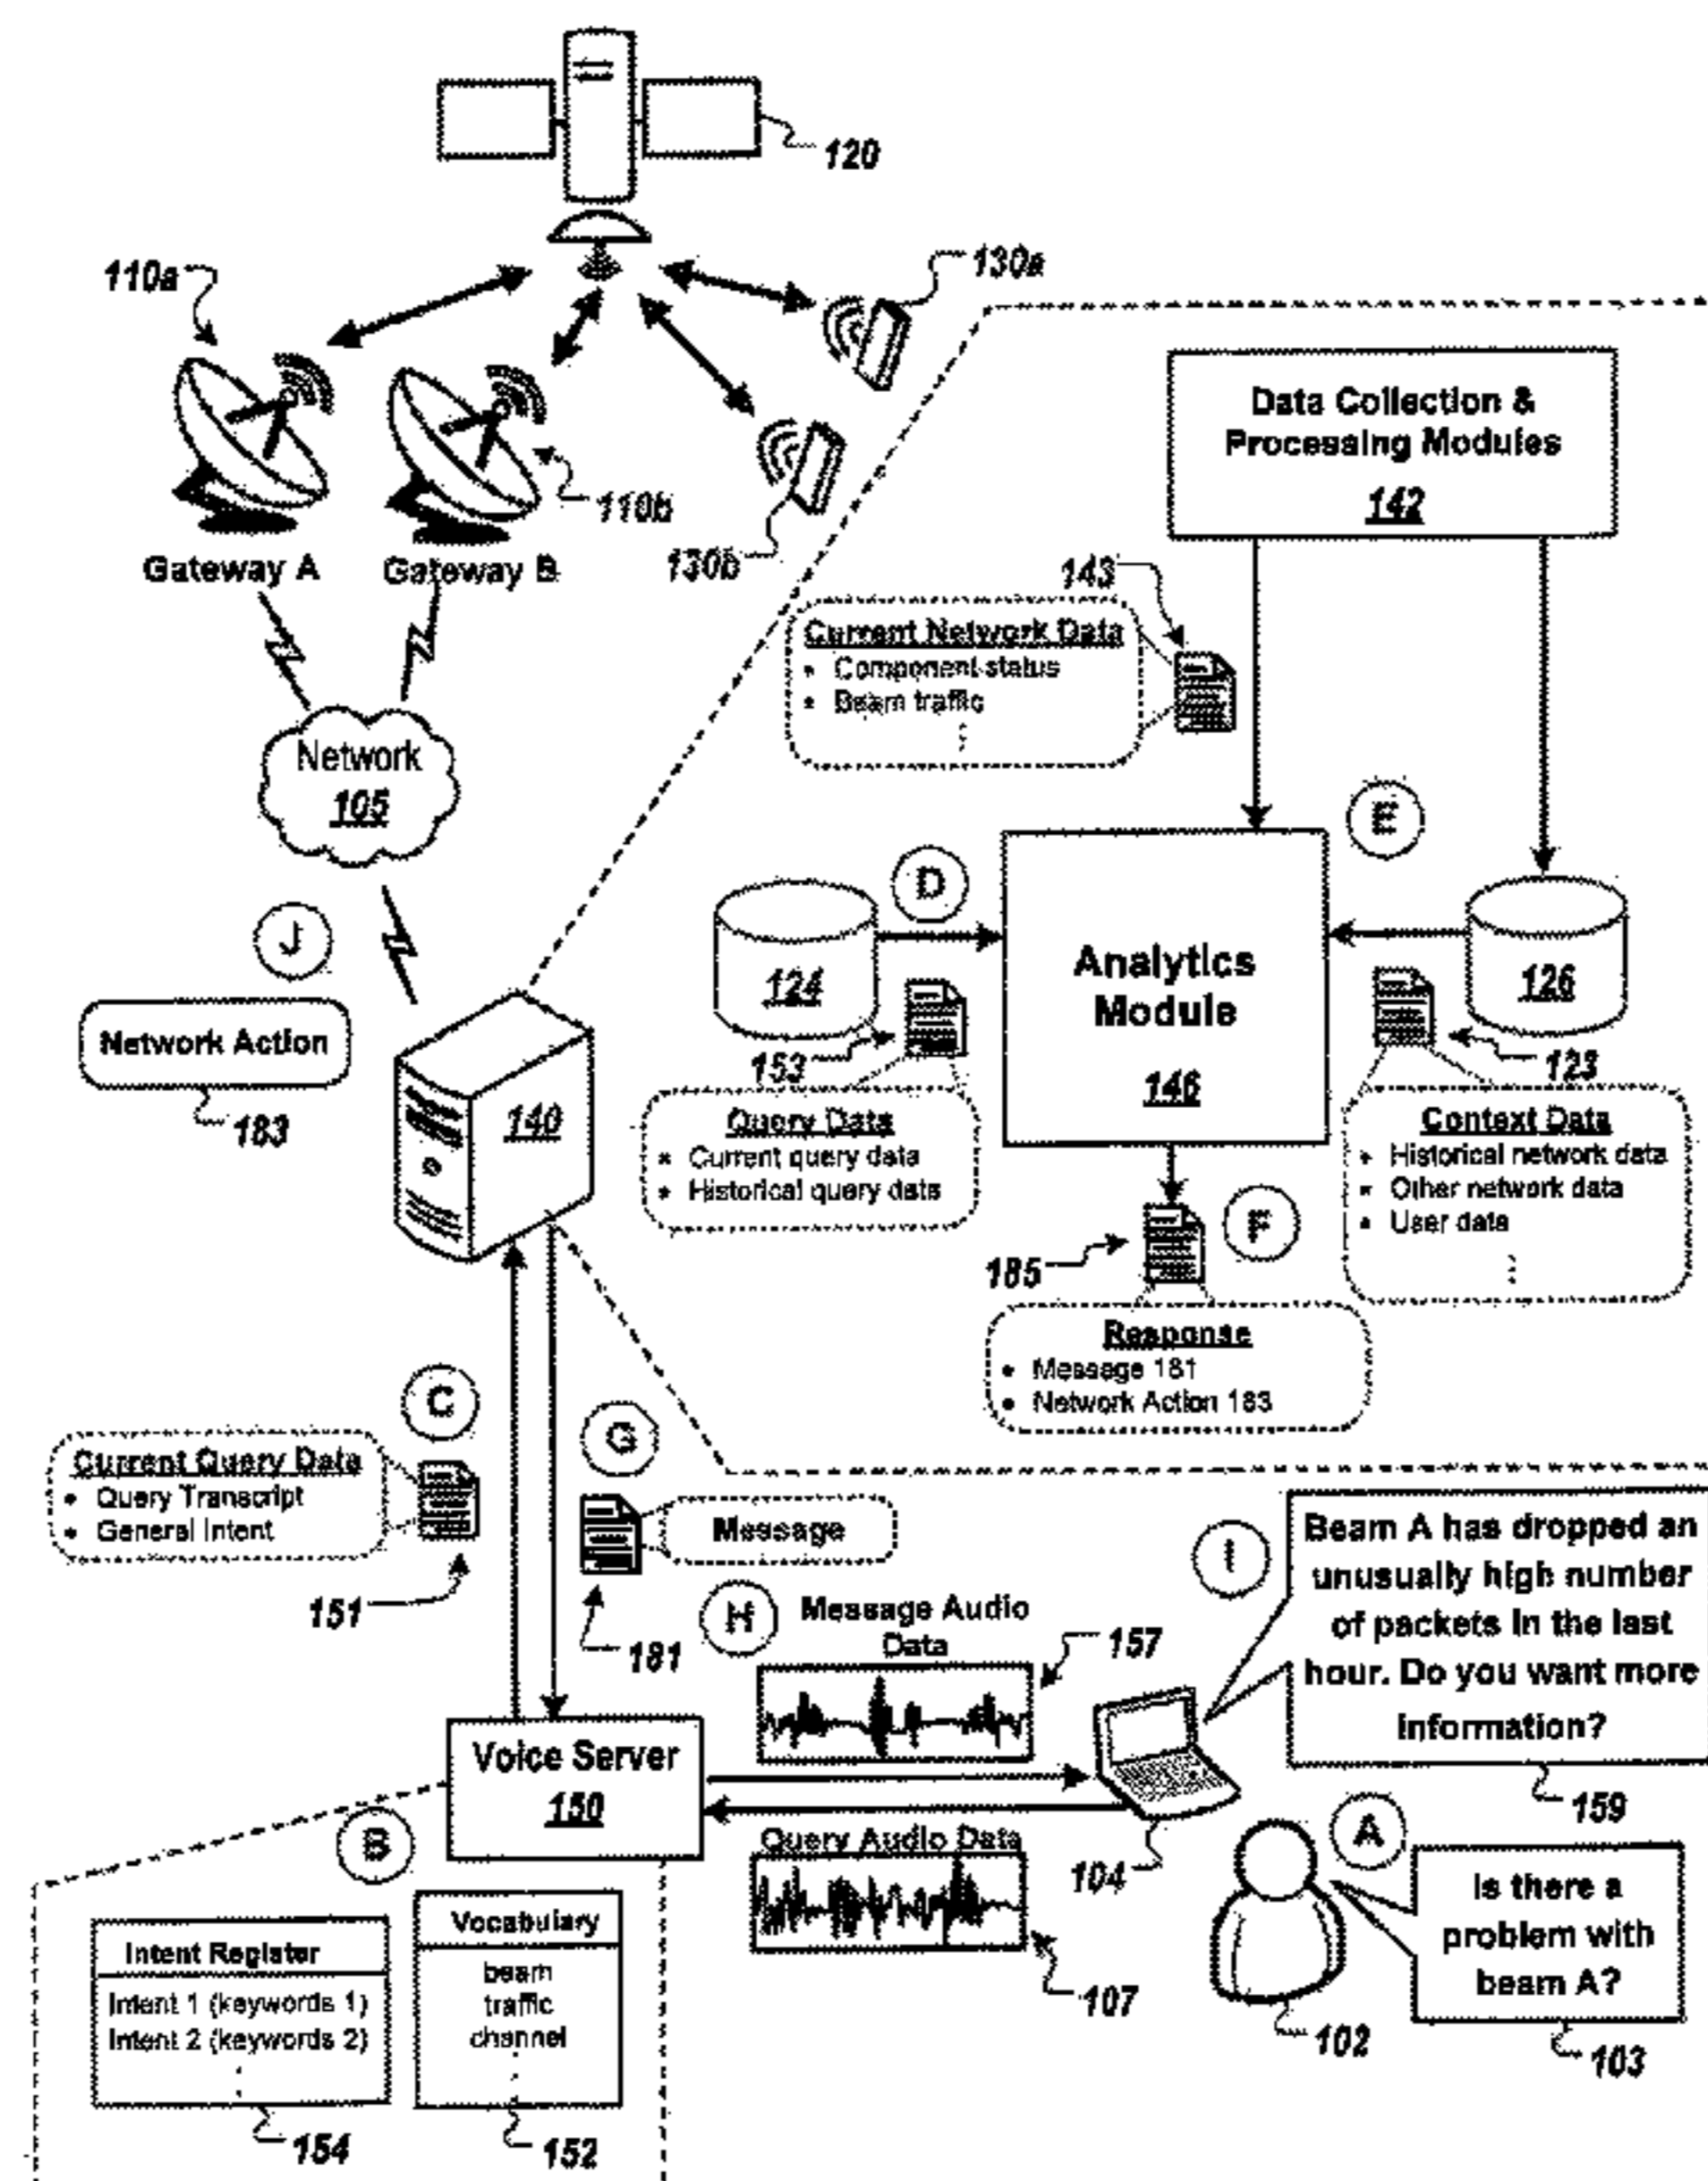 120
110a
130a
110b
130b
Gateway A
Gateway B
Data Collection &
Processing Modules
142
143
Current Network Data
• Component status
• Beam traffic
Network
105
E
D
J
124
Analytics
Module
146
126
Network Action
183
140
153
123
Query Data
• Current query data
• Historical query data
Context Data
• Historical network data
• Other network data
• User data
F
185
Response
• Message 181
• Network Action 183
C
G
Current Query Data
• Query Transcript
• General Intent
151
Message
181
H
Message Audio
Data
157
I
Beam A has dropped an
unusually high number
of packets in the last
hour. Do you want more
information?
159
Voice Server
150
B
Query Audio Data
107
104
A
Is there a
problem with
beam A?
102
103
Intent Register
Intent 1 (keywords 1)
Intent 2 (keywords 2)
154
Vocabulary
beam
traffic
channel
152